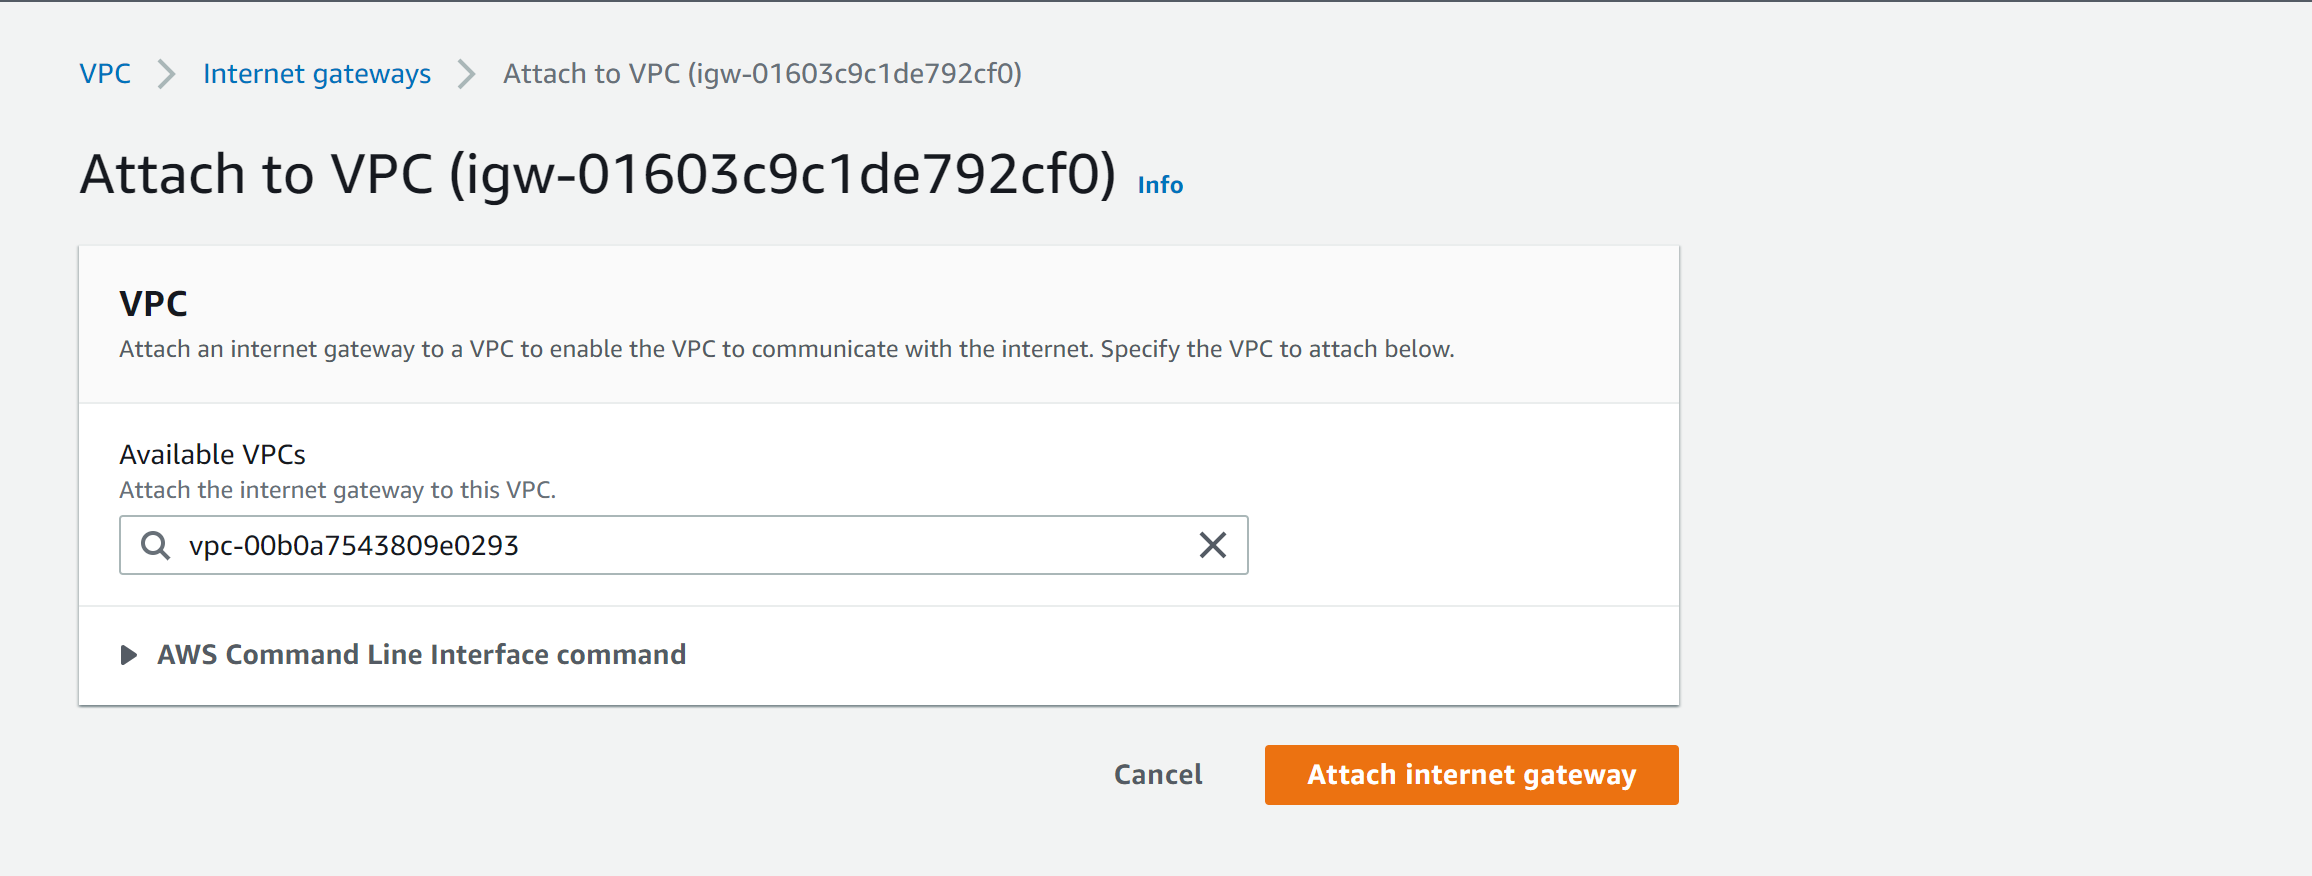 VPC > Internet gateways > Attach to VPC (igw-01603c9c1de792cf0)
Attach to VPC (igw-01603c9c1de792cf0) Info
VPC
Attach an internet gateway to a VPC to enable the VPC to communicate with the internet. Specify the VPC to attach below.
Available VPCs
Attach the internet gateway to this VPC.
vpc-00b0a7543809e0293
AWS Command Line Interface command
Cancel Attach internet gateway